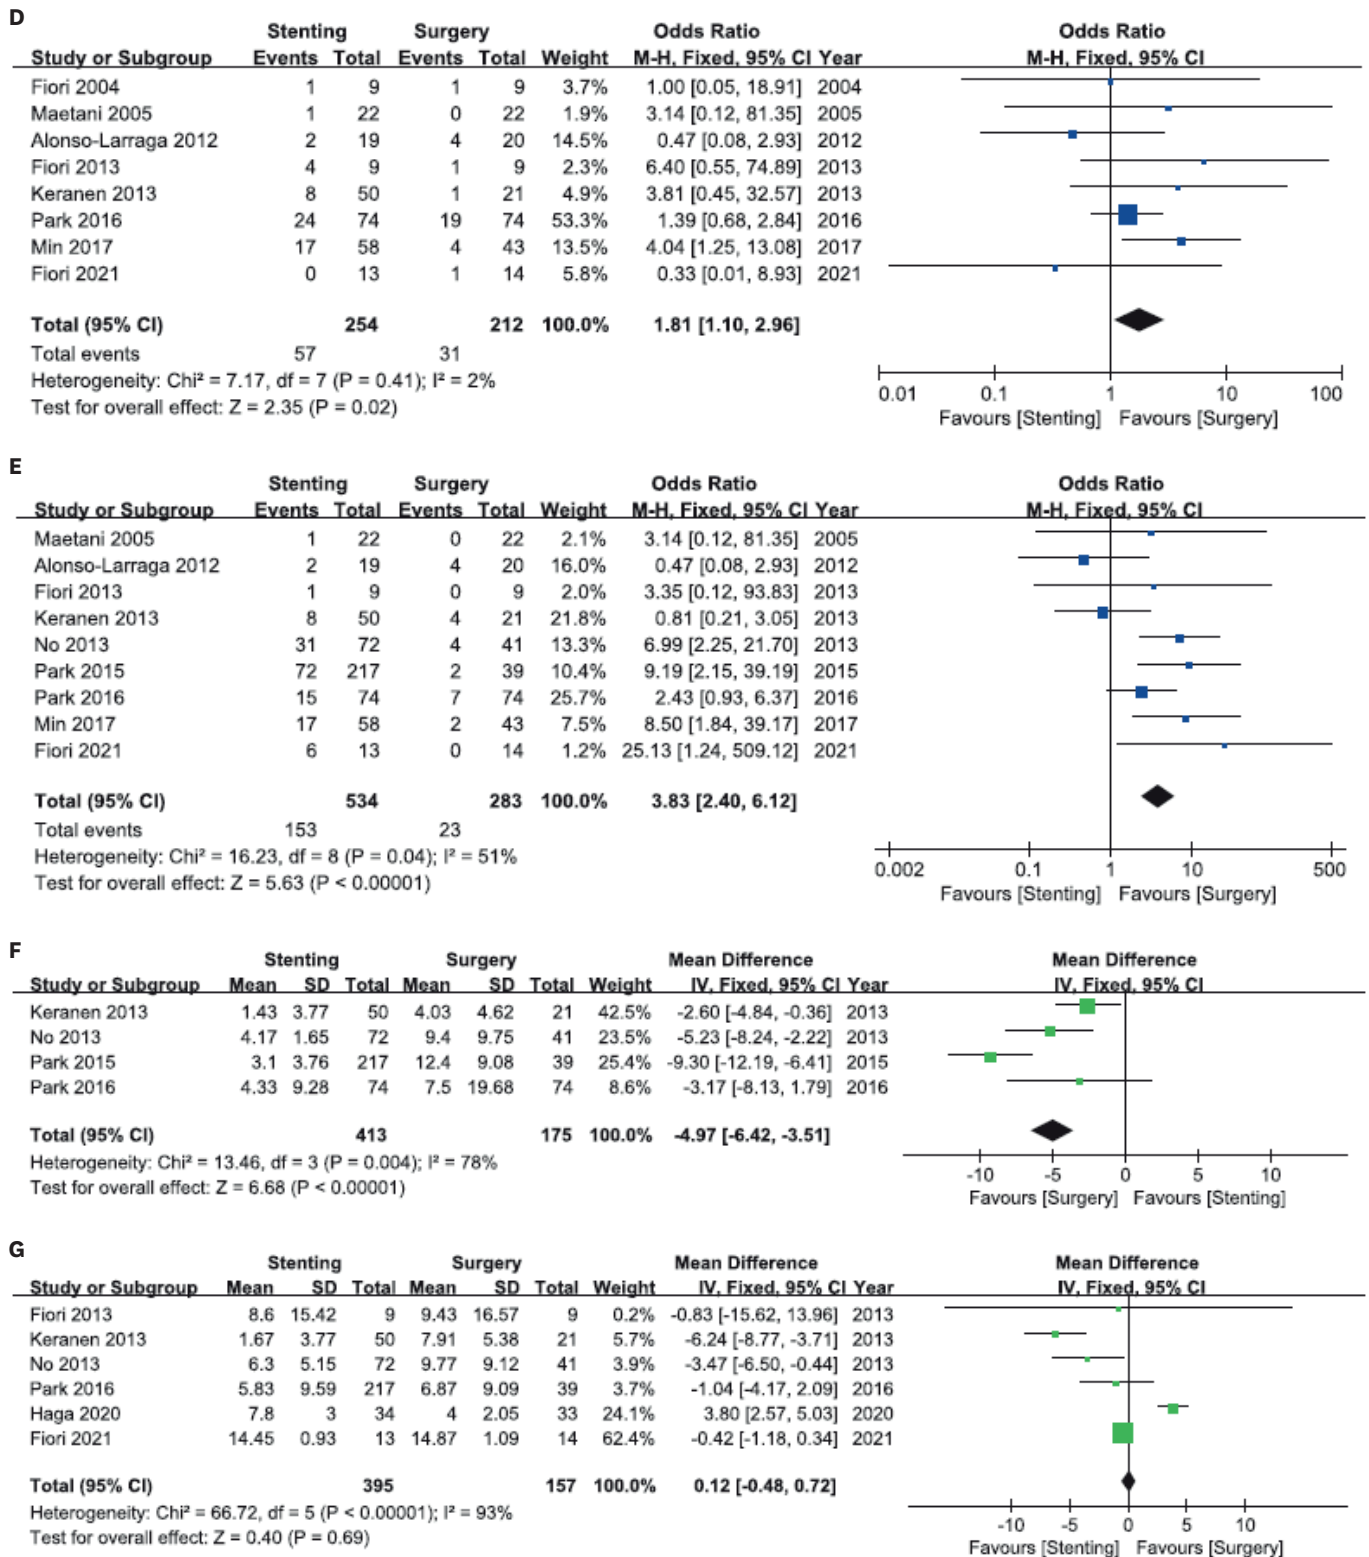 D
Stenting Surgery Odds Ratio Odds Ratio
Study or Subgroup Events Total Events Total Weight M-H, Fixed, 95% CI Year M-H, Fixed, 95% CI
Fiori 2004 1 9 1 9 3.7% 1.00 [0.05, 18.91] 2004
Maetani 2005 1 22 0 22 1.9% 3.14 [0.12, 81.35] 2005
Alonso-Larraga 2012 2 19 4 20 14.5% 0.47 [0.08, 2.93] 2012
Fiori 2013 4 9 1 9 2.3% 6.40 [0.55, 74.89] 2013
Keranen 2013 8 50 1 21 4.9% 3.81 [0.45, 32.57] 2013
Park 2016 24 74 19 74 53.3% 1.39 [0.68, 2.84] 2016
Min 2017 17 58 4 43 13.5% 4.04 [1.25, 13.08] 2017
Fiori 2021 0 13 1 14 5.8% 0.33 [0.01, 8.93] 2021
Total (95% CI) 254 212 100.0% 1.81 [1.10, 2.96]
Total events 57 31
Heterogeneity: Chi² = 7.17, df = 7 (P = 0.41); I² = 2%
Test for overall effect: Z = 2.35 (P = 0.02)
0.01 0.1 1 10 100
Favours [Stenting] Favours [Surgery]
E
Stenting Surgery Odds Ratio Odds Ratio
Study or Subgroup Events Total Events Total Weight M-H, Fixed, 95% CI Year M-H, Fixed, 95% CI
Maetani 2005 1 22 0 22 2.1% 3.14 [0.12, 81.35] 2005
Alonso-Larraga 2012 2 19 4 20 16.0% 0.47 [0.08, 2.93] 2012
Fiori 2013 1 9 0 9 2.0% 3.35 [0.12, 93.83] 2013
Keranen 2013 8 50 4 21 21.8% 0.81 [0.21, 3.05] 2013
No 2013 31 72 4 41 13.3% 6.99 [2.25, 21.70] 2013
Park 2015 72 217 2 39 10.4% 9.19 [2.15, 39.19] 2015
Park 2016 15 74 7 74 25.7% 2.43 [0.93, 6.37] 2016
Min 2017 17 58 2 43 7.5% 8.50 [1.84, 39.17] 2017
Fiori 2021 6 13 0 14 1.2% 25.13 [1.24, 509.12] 2021
Total (95% CI) 534 283 100.0% 3.83 [2.40, 6.12]
Total events 153 23
Heterogeneity: Chi² = 16.23, df = 8 (P = 0.04); I² = 51%
Test for overall effect: Z = 5.63 (P < 0.00001)
0.002 0.1 1 10 500
Favours [Stenting] Favours [Surgery]
F
Stenting Surgery Mean Difference Mean Difference
Study or Subgroup Mean SD Total Mean SD Total Weight IV, Fixed, 95% CI Year IV, Fixed, 95% CI
Keranen 2013 1.43 3.77 50 4.03 4.62 21 42.5% -2.60 [-4.84, -0.36] 2013
No 2013 4.17 1.65 72 9.4 9.75 41 23.5% -5.23 [-8.24, -2.22] 2013
Park 2015 3.1 3.76 217 12.4 9.08 39 25.4% -9.30 [-12.19, -6.41] 2015
Park 2016 4.33 9.28 74 7.5 19.68 74 8.6% -3.17 [-8.13, 1.79] 2016
Total (95% CI) 413 175 100.0% -4.97 [-6.42, -3.51]
Heterogeneity: Chi² = 13.46, df = 3 (P = 0.004); I² = 78%
Test for overall effect: Z = 6.68 (P < 0.00001)
-10 -5 0 5 10
Favours [Surgery] Favours [Stenting]
G
Stenting Surgery Mean Difference Mean Difference
Study or Subgroup Mean SD Total Mean SD Total Weight IV, Fixed, 95% CI Year IV, Fixed, 95% CI
Fiori 2013 8.6 15.42 9 9.43 16.57 9 0.2% -0.83 [-15.62, 13.96] 2013
Keranen 2013 1.67 3.77 50 7.91 5.38 21 5.7% -6.24 [-8.77, -3.71] 2013
No 2013 6.3 5.15 72 9.77 9.12 41 3.9% -3.47 [-6.50, -0.44] 2013
Park 2016 5.83 9.59 217 6.87 9.09 39 3.7% -1.04 [-4.17, 2.09] 2016
Haga 2020 7.8 3 34 4 2.05 33 24.1% 3.80 [2.57, 5.03] 2020
Fiori 2021 14.45 0.93 13 14.87 1.09 14 62.4% -0.42 [-1.18, 0.34] 2021
Total (95% CI) 395 157 100.0% 0.12 [-0.48, 0.72]
Heterogeneity: Chi² = 66.72, df = 5 (P < 0.00001); I² = 93%
Test for overall effect: Z = 0.40 (P = 0.69)
-10 -5 0 5 10
Favours [Stenting] Favours [Surgery]